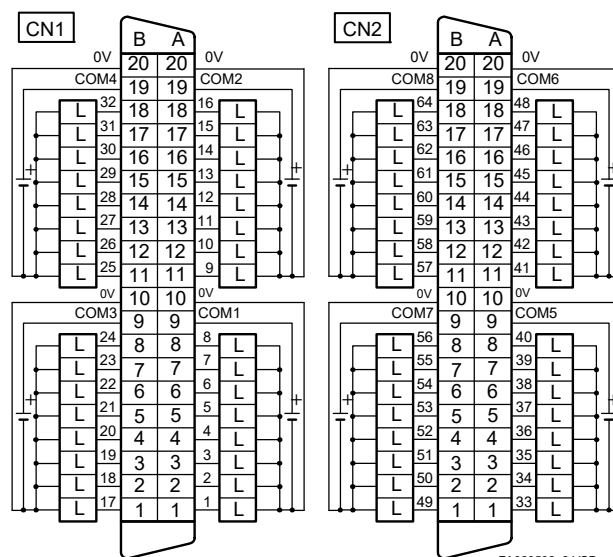 CN1
B A
0V 20 20 0V
COM4 19 19 COM2
L 32 18 18 16 L
L 31 17 17 15 L
L 30 16 16 14 L
+ L 29 15 15 13 L +
L 28 14 14 12 L
L 27 13 13 11 L
L 26 12 12 10 L
L 25 11 11 9 L
0V 10 10 0V
COM3 9 9 COM1
L 24 8 8 8 L
L 23 7 7 7 L
L 22 6 6 6 L
+ L 21 5 5 5 L +
L 20 4 4 4 L
L 19 3 3 3 L
L 18 2 2 2 L
L 17 1 1 1 L
CN2
B A
0V 20 20 0V
COM8 19 19 COM6
L 64 18 18 48 L
L 63 17 17 47 L
L 62 16 16 46 L
+ L 61 15 15 45 L +
L 60 14 14 44 L
L 59 13 13 43 L
L 58 12 12 42 L
L 57 11 11 41 L
0V 10 10 0V
COM7 9 9 COM5
L 56 8 8 40 L
L 55 7 7 39 L
L 54 6 6 38 L
+ L 53 5 5 37 L +
L 52 4 4 36 L
L 51 3 3 35 L
L 50 2 2 34 L
L 49 1 1 33 L